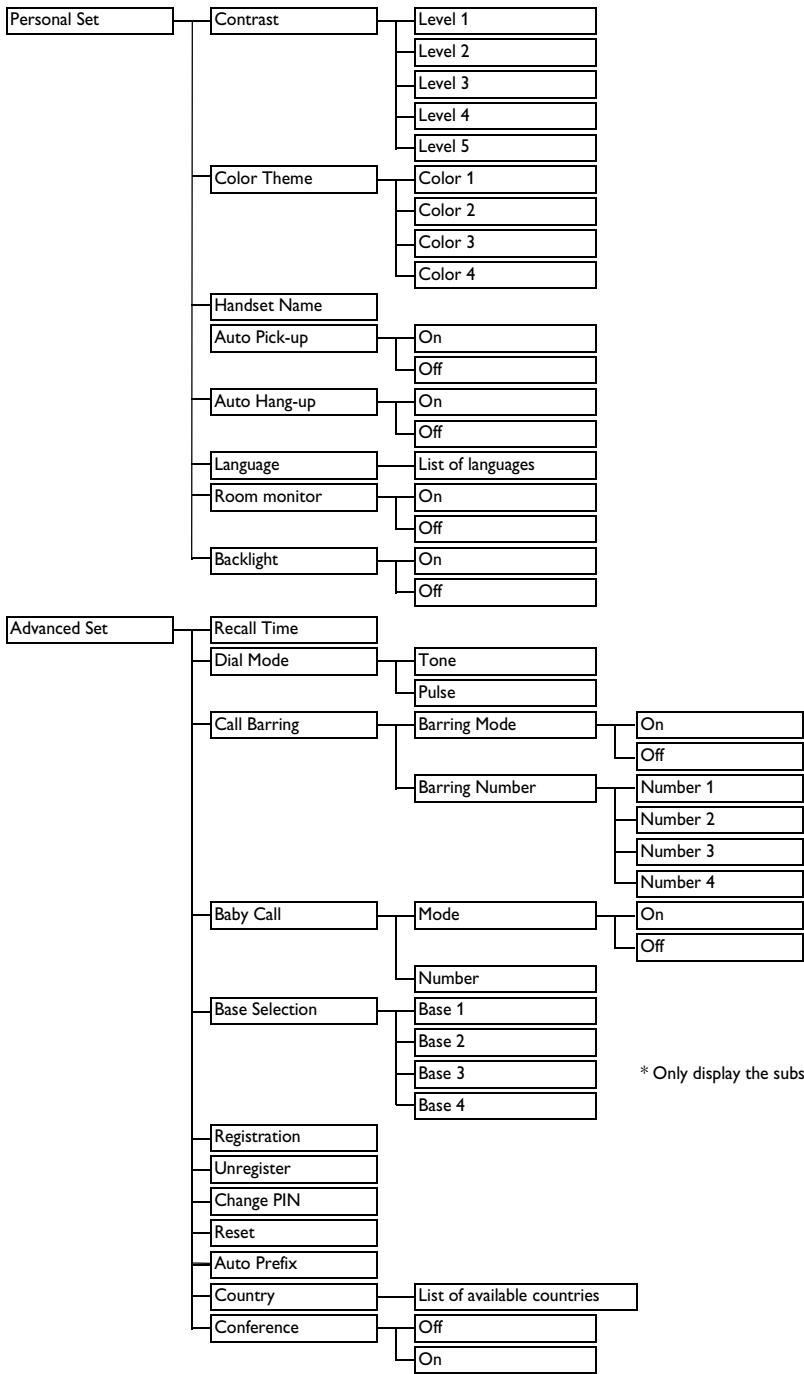 Personal Set
Contrast
Level 1
Level 2
Level 3
Level 4
Level 5
Color Theme
Color 1
Color 2
Color 3
Color 4
Handset Name
Auto Pick-up
On
Off
Auto Hang-up
On
Off
Language
List of languages
Room monitor
On
Off
Backlight
On
Off
Advanced Set
Recall Time
Dial Mode
Tone
Pulse
Call Barring
Barring Mode
On
Off
Barring Number
Number 1
Number 2
Number 3
Number 4
Baby Call
Mode
On
Off
Number
Base Selection
Base 1
Base 2
Base 3
* Only display the subs
Base 4
Registration
Unregister
Change PIN
Reset
Auto Prefix
Country
List of available countries
Conference
Off
On